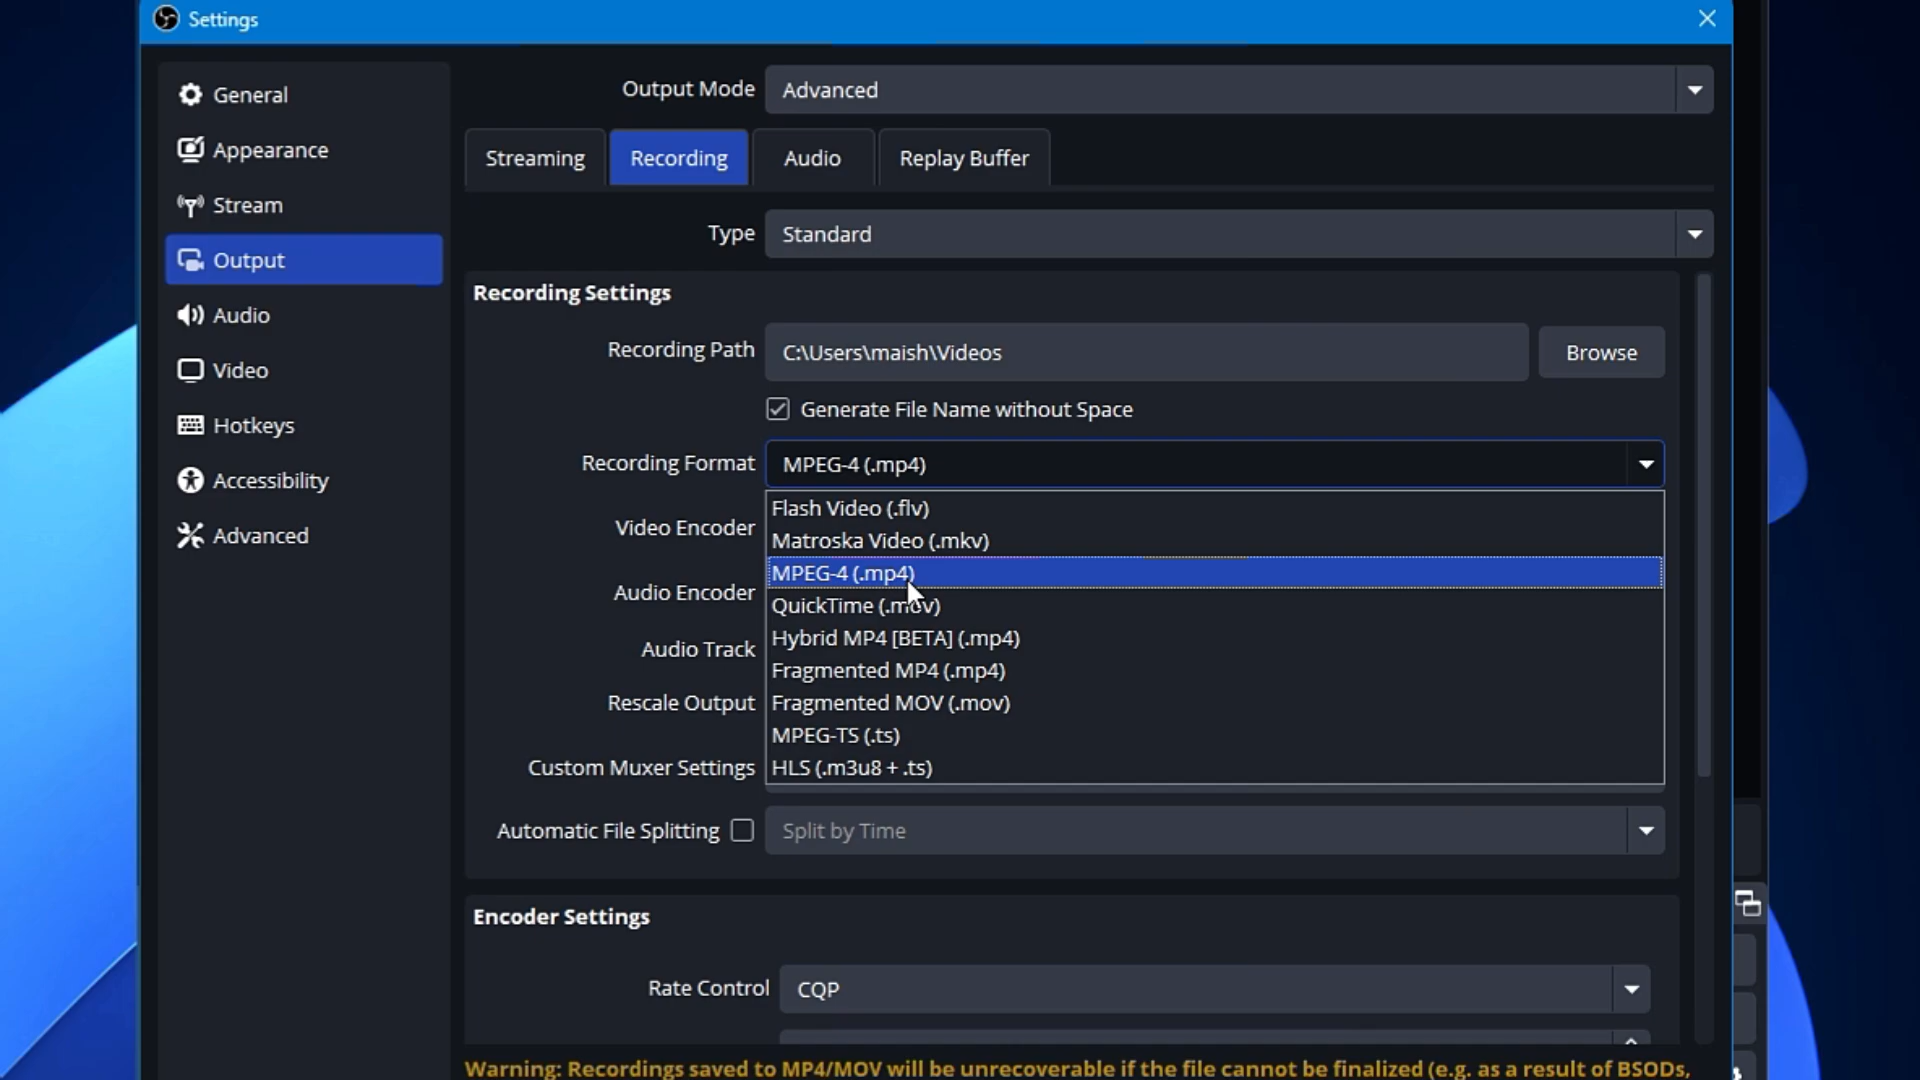 Settings
General
Appearance
Stream
Output
Audio
Video
Hotkeys
Accessibility
Advanced
Output Mode Advanced
Streaming Recording Audio Replay Buffer
Type Standard
Recording Settings
Recording Path C:\Users\maish\Videos Browse
Generate File Name without Space
Recording Format MPEG-4 (.mp4)
Flash Video (.flv)
Video Encoder
Matroska Video (.mkv)
MPEG-4 (.mp4)
Audio Encoder
QuickTime (.mov)
Hybrid MP4 [BETA] (.mp4)
Audio Track
Fragmented MP4 (.mp4)
Rescale Output Fragmented MOV (.mov)
MPEG-TS (.ts)
Custom Muxer Settings HLS (.m3u8 + .ts)
Automatic File Splitting Split by Time
Encoder Settings
Rate Control CQP
Warning: Recordings saved to MP4/MOV will be unrecoverable if the file cannot be finalized (e.g. as a result of BSODs,